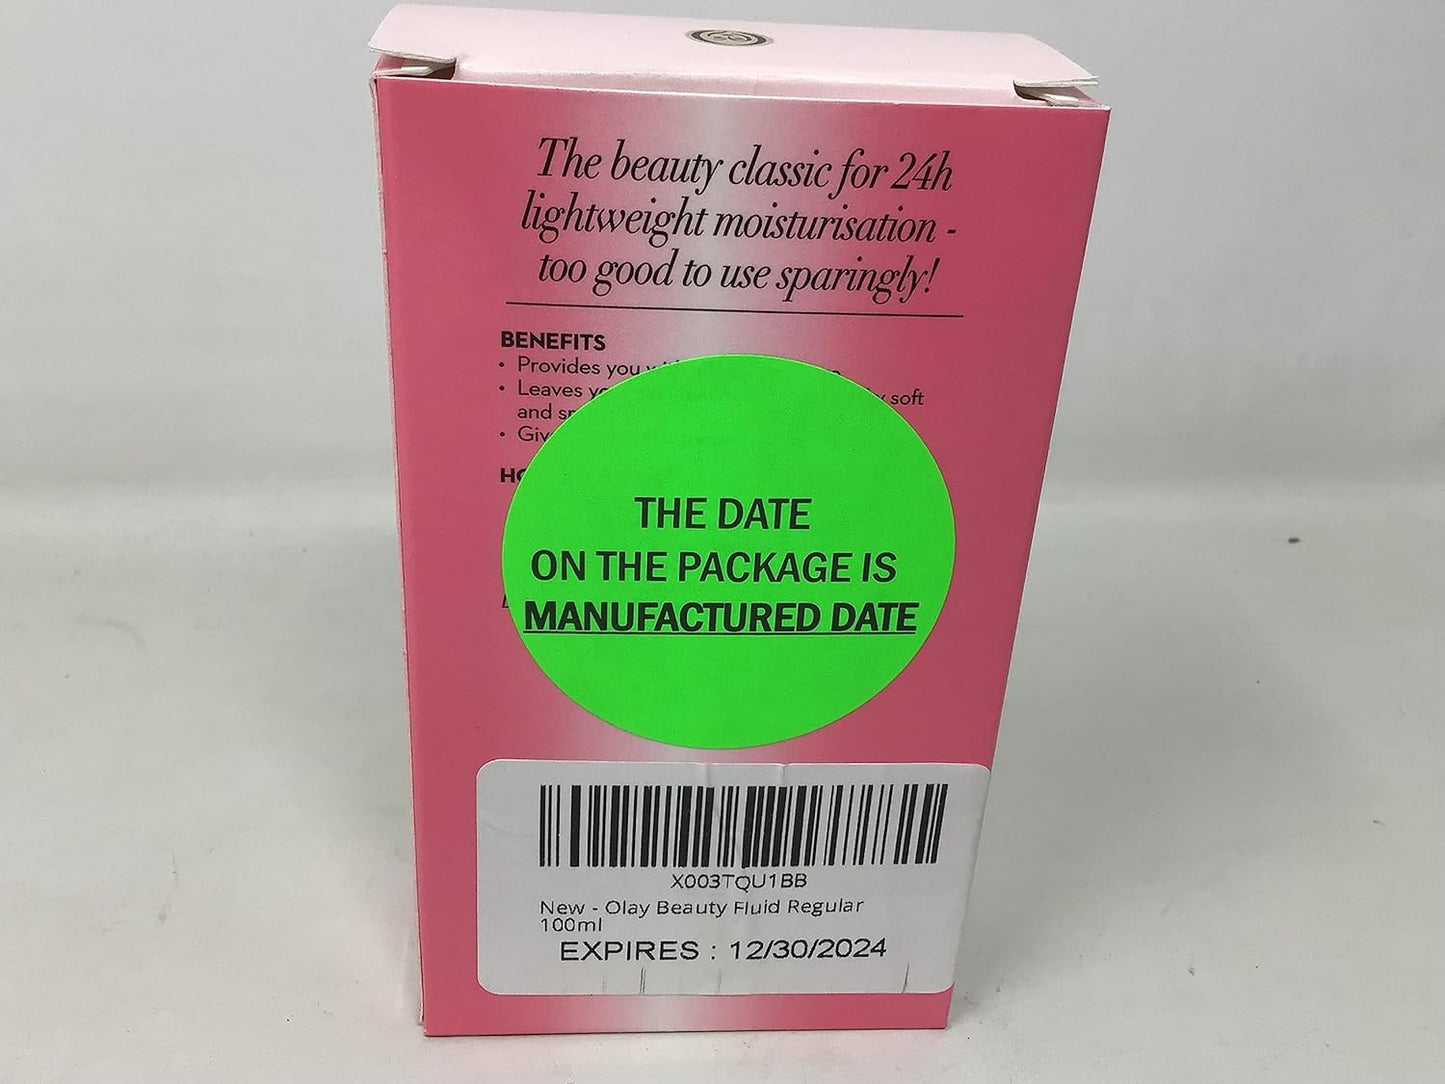 The beauty classic for 24h
lightweight moisturisation -
too good to use sparingly!
BENEFITS
• Provides you
• Leaves soft
and
•
THE DATE
ON THE PACKAGE IS
MANUFACTURED DATE
X003TQU1BB
New - Olay Beauty Fluid Regular
100ml
EXPIRES : 12/30/2024